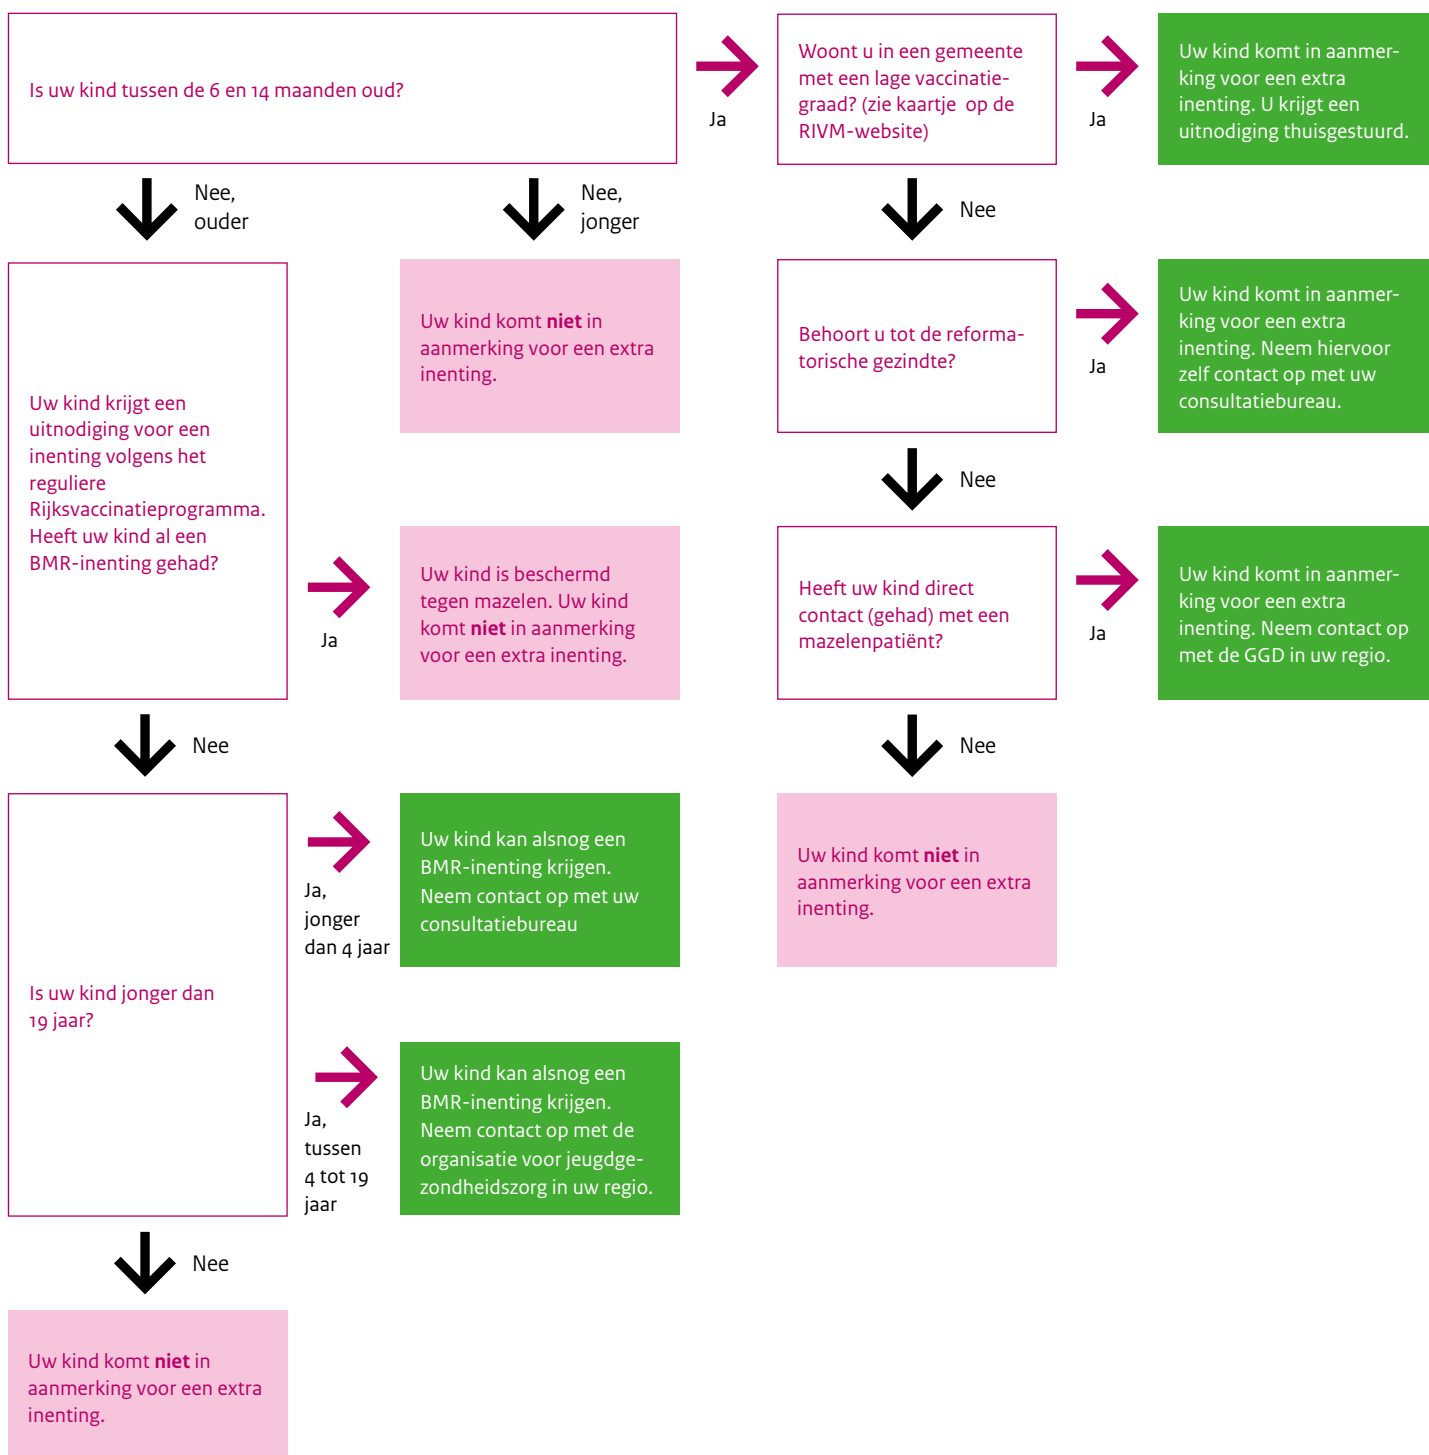 Is uw kind tussen de 6 en 14 maanden oud?
Ja
Woont u in een gemeente
met een lage vaccinatie-
graad? (zie kaartje op de
RIVM-website)
Ja
Uw kind komt in aanmer-
king voor een extra
inenting. U krijgt een
uitnodiging thuisgestuurd.
Nee,
ouder
Nee,
jonger
Nee
Uw kind krijgt een
uitnodiging voor een
inenting volgens het
reguliere
Rijksvaccinatieprogramma.
Heeft uw kind al een
BMR-inenting gehad?
Uw kind komt niet in
aanmerking voor een extra
inenting.
Behoort u tot de reforma-
torische gezindte?
Ja
Uw kind komt in aanmer-
king voor een extra
inenting. Neem hiervoor
zelf contact op met uw
consultatiebureau.
Nee
Ja
Uw kind is beschermd
tegen mazelen. Uw kind
komt niet in aanmerking
voor een extra inenting.
Heeft uw kind direct
contact (gehad) met een
mazelenpatiënt?
Ja
Uw kind komt in aanmer-
king voor een extra
inenting. Neem contact op
met de GGD in uw regio.
Nee
Nee
Is uw kind jonger dan
19 jaar?
Ja,
jonger
dan 4 jaar
Uw kind kan alsnog een
BMR-inenting krijgen.
Neem contact op met uw
consultatiebureau
Uw kind komt niet in
aanmerking voor een extra
inenting.
Ja,
tussen
4 tot 19
jaar
Uw kind kan alsnog een
BMR-inenting krijgen.
Neem contact op met de
organisatie voor jeugdge-
zondheidszorg in uw regio.
Nee
Uw kind komt niet in
aanmerking voor een extra
inenting.